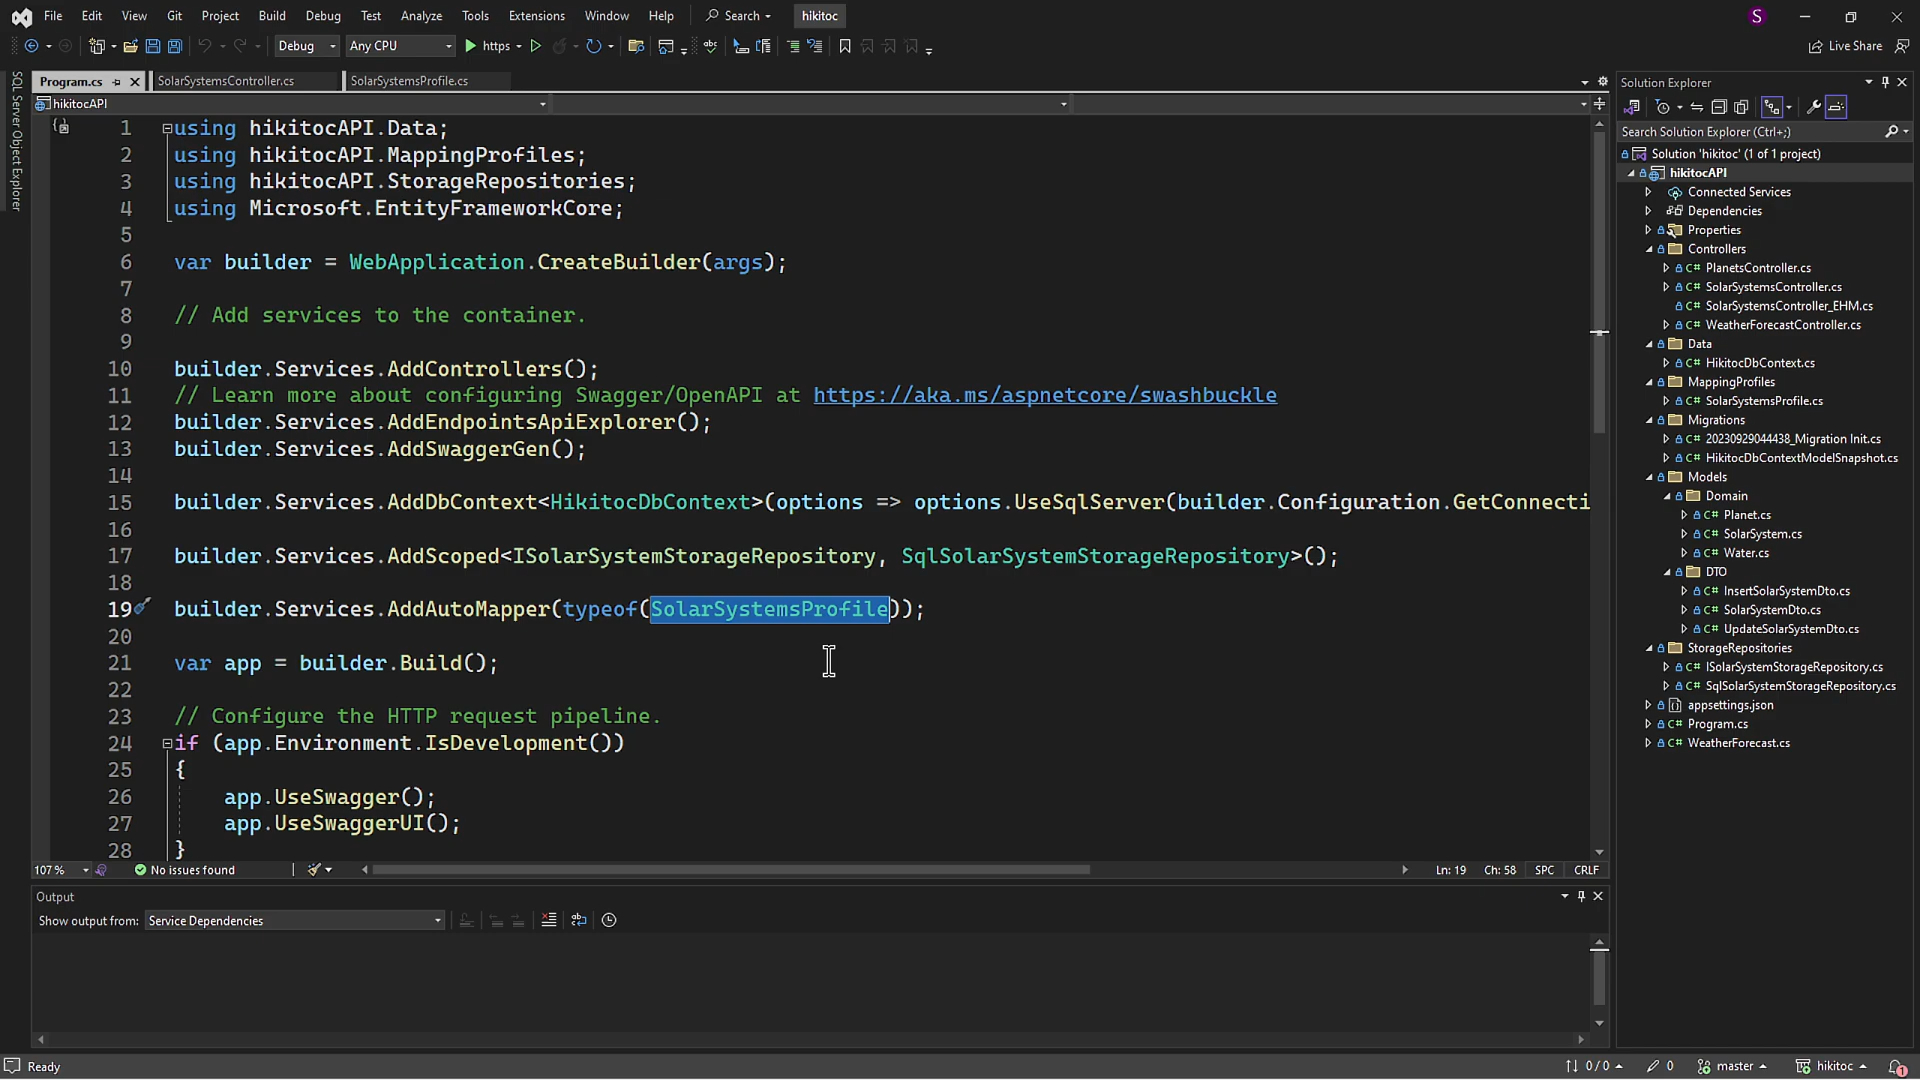 File Edit View Git Project Build Debug Test Analyze Tools Extensions Window Help Search hikitoc S
Debug Any CPU https Live Share
SQL Server Object Explorer
Program.cs SolarSystemsController.cs SolarSystemsProfile.cs
hikitocAPI
1 using hikitocAPI.Data;
2 using hikitocAPI.MappingProfiles;
3 using hikitocAPI.StorageRepositories;
4 using Microsoft.EntityFrameworkCore;
5
6 var builder = WebApplication.CreateBuilder(args);
7
8 // Add services to the container.
9
10 builder.Services.AddControllers();
11 // Learn more about configuring Swagger/OpenAPI at https://aka.ms/aspnetcore/swashbuckle
12 builder.Services.AddEndpointsApiExplorer();
13 builder.Services.AddSwaggerGen();
14
15 builder.Services.AddDbContext<HikitocDbContext>(options => options.UseSqlServer(builder.Configuration.GetConnecti
16
17 builder.Services.AddScoped<ISolarSystemStorageRepository, SqlSolarSystemStorageRepository>();
18
19 builder.Services.AddAutoMapper(typeof(SolarSystemsProfile));
20
21 var app = builder.Build();
22
23 // Configure the HTTP request pipeline.
24 if (app.Environment.IsDevelopment())
25 {
26 app.UseSwagger();
27 app.UseSwaggerUI();
28 }
107 % No issues found Ln: 19 Ch: 58 SPC CRLF
Output
Show output from: Service Dependencies
Solution Explorer
Search Solution Explorer (Ctrl+;)
Solution 'hikitoc' (1 of 1 project)
hikitocAPI
Connected Services
Dependencies
Properties
Controllers
C# PlanetsController.cs
C# SolarSystemsController.cs
C# SolarSystemsController_EHM.cs
C# WeatherForecastController.cs
Data
C# HikitocDbContext.cs
MappingProfiles
C# SolarSystemsProfile.cs
Migrations
C# 20230929044438_Migration Init.cs
C# HikitocDbContextModelSnapshot.cs
Models
Domain
C# Planet.cs
C# SolarSystem.cs
C# Water.cs
DTO
C# InsertSolarSystemDto.cs
C# SolarSystemDto.cs
C# UpdateSolarSystemDto.cs
StorageRepositories
C# ISolarSystemStorageRepository.cs
C# SqlSolarSystemStorageRepository.cs
appsettings.json
C# Program.cs
C# WeatherForecast.cs
Ready 0 / 0 0 master hikitoc 1